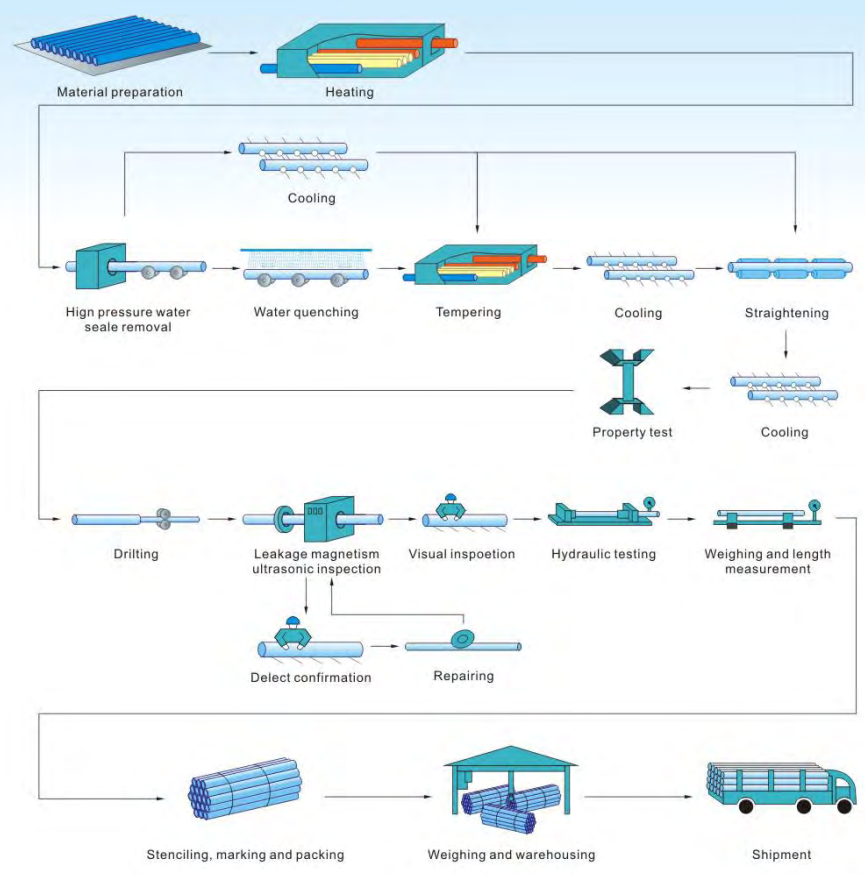 Material preparation
Heating
Cooling
Hign pressure water
seale removal
Water quenching
Tempering
Cooling
Straightening
Property test
Cooling
Drilting
Leakage magnetism
ultrasonic inspection
Visual inspoetion
Hydraulic testing
Weighing and length
measurement
Delect confirmation
Repairing
Stenciling, marking and packing
Weighing and warehousing
Shipment